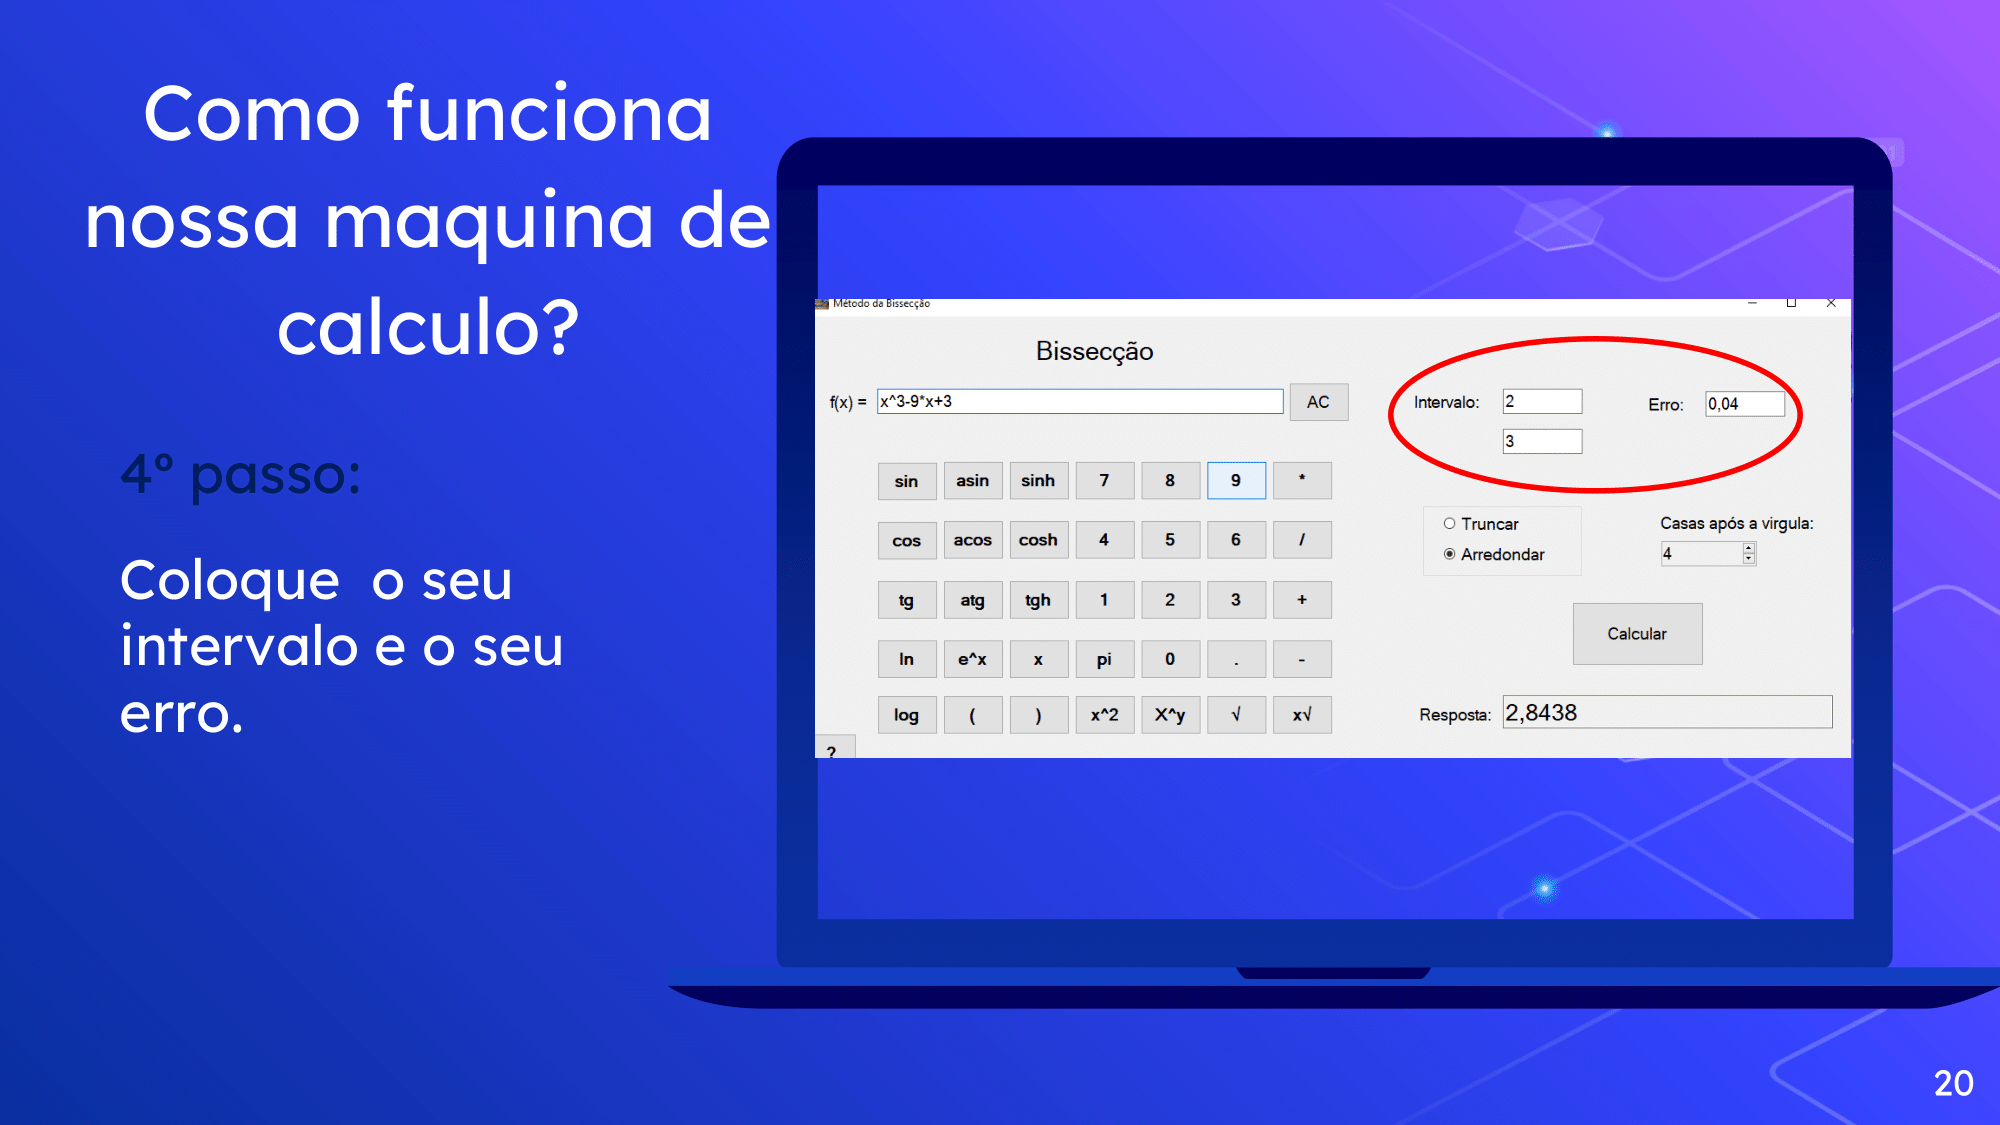 Como funciona
nossa maquina de
calculo?
4º passo:
Coloque  o seu
intervalo e o seu
erro.
Método da Bissecção
Bissecção
f(x) = x^3-9*x+3 AC
Intervalo: 2
3
Erro: 0,04
sin asin sinh 7 8 9 *
cos acos cosh 4 5 6 /
tg atg tgh 1 2 3 +
ln e^x x pi 0 . -
log ( ) x^2 X^y √ x√
?
Truncar
Arredondar
Casas após a virgula:
4
Calcular
Resposta: 2,8438
20